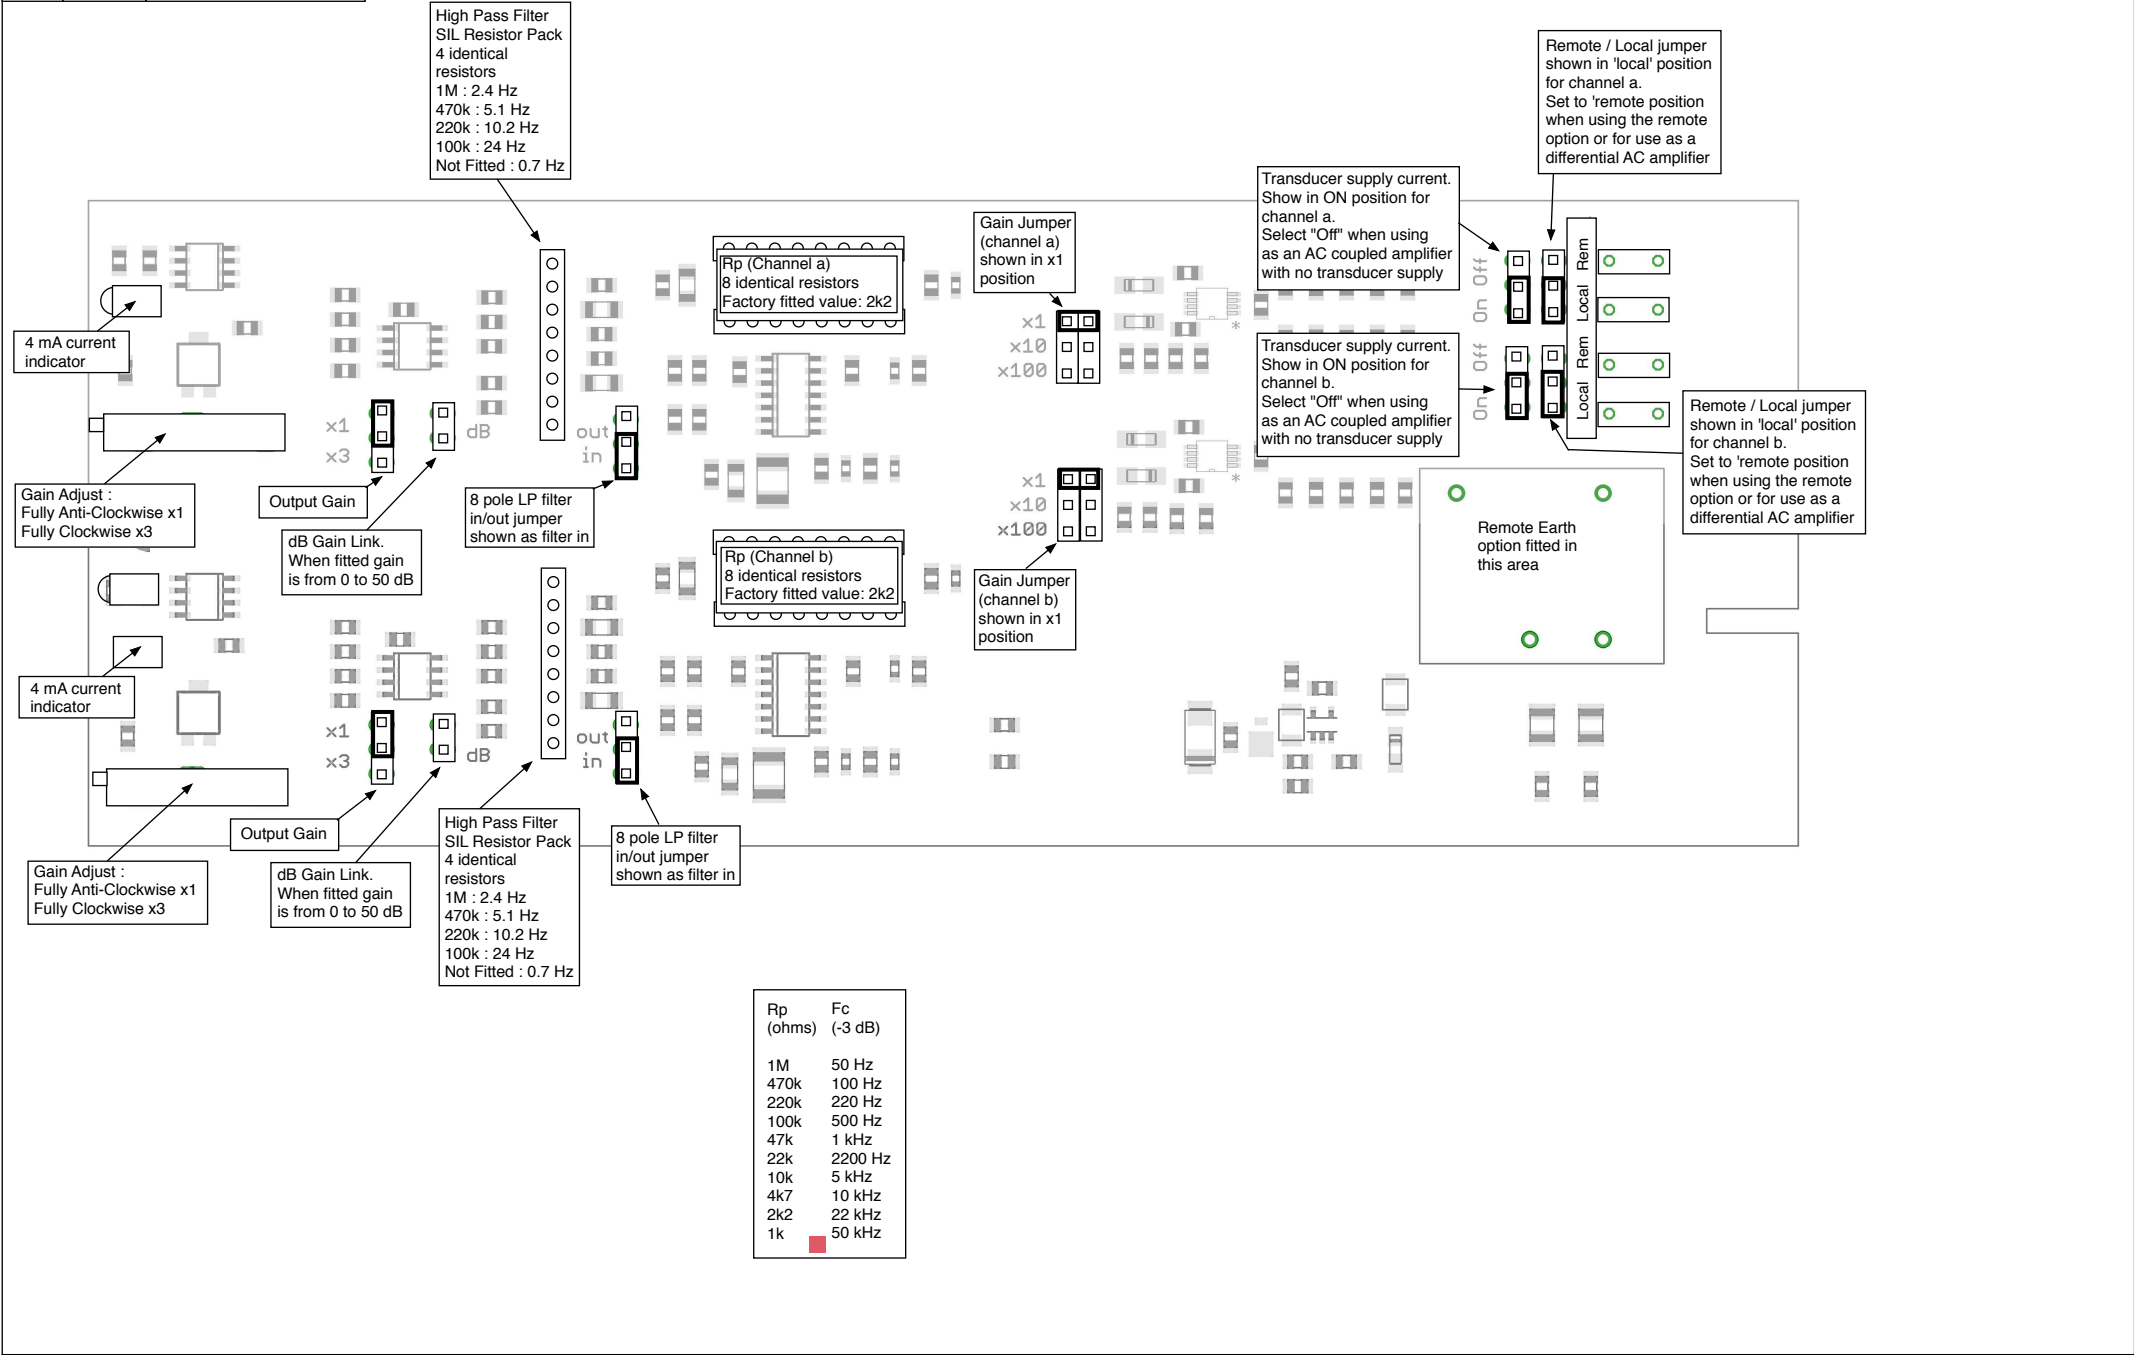 High Pass Filter
SIL Resistor Pack
4 identical
resistors
1M : 2.4 Hz
470k : 5.1 Hz
220k : 10.2 Hz
100k : 24 Hz
Not Fitted : 0.7 Hz
Remote / Local jumper
shown in 'local' position
for channel a.
Set to 'remote position
when using the remote
option or for use as a
differential AC amplifier
Transducer supply current.
Show in ON position for
channel a.
Select "Off" when using
as an AC coupled amplifier
with no transducer supply
Gain Jumper
(channel a)
shown in x1
position
Rp (Channel a)
8 identical resistors
Factory fitted value: 2k2
Off
On
Rem
Local
x1
x10
x100
*
4 mA current
indicator
Transducer supply current.
Show in ON position for
channel b.
Select "Off" when using
as an AC coupled amplifier
with no transducer supply
Off
On
Rem
Local
Remote / Local jumper
shown in 'local' position
for channel b.
Set to 'remote position
when using the remote
option or for use as a
differential AC amplifier
x1
x3
dB
out
in
Gain Adjust :
Fully Anti-Clockwise x1
Fully Clockwise x3
Output Gain
8 pole LP filter
in/out jumper
shown as filter in
x1
x10
x100
*
dB Gain Link.
When fitted gain
is from 0 to 50 dB
Rp (Channel b)
8 identical resistors
Factory fitted value: 2k2
Gain Jumper
(channel b)
shown in x1
position
Remote Earth
option fitted in
this area
4 mA current
indicator
x1
x3
dB
out
in
Output Gain
High Pass Filter
SIL Resistor Pack
4 identical
resistors
1M : 2.4 Hz
470k : 5.1 Hz
220k : 10.2 Hz
100k : 24 Hz
Not Fitted : 0.7 Hz
8 pole LP filter
in/out jumper
shown as filter in
Gain Adjust :
Fully Anti-Clockwise x1
Fully Clockwise x3
dB Gain Link.
When fitted gain
is from 0 to 50 dB
Rp Fc
(ohms) (-3 dB)
1M 50 Hz
470k 100 Hz
220k 220 Hz
100k 500 Hz
47k 1 kHz
22k 2200 Hz
10k 5 kHz
4k7 10 kHz
2k2 22 kHz
1k 50 kHz